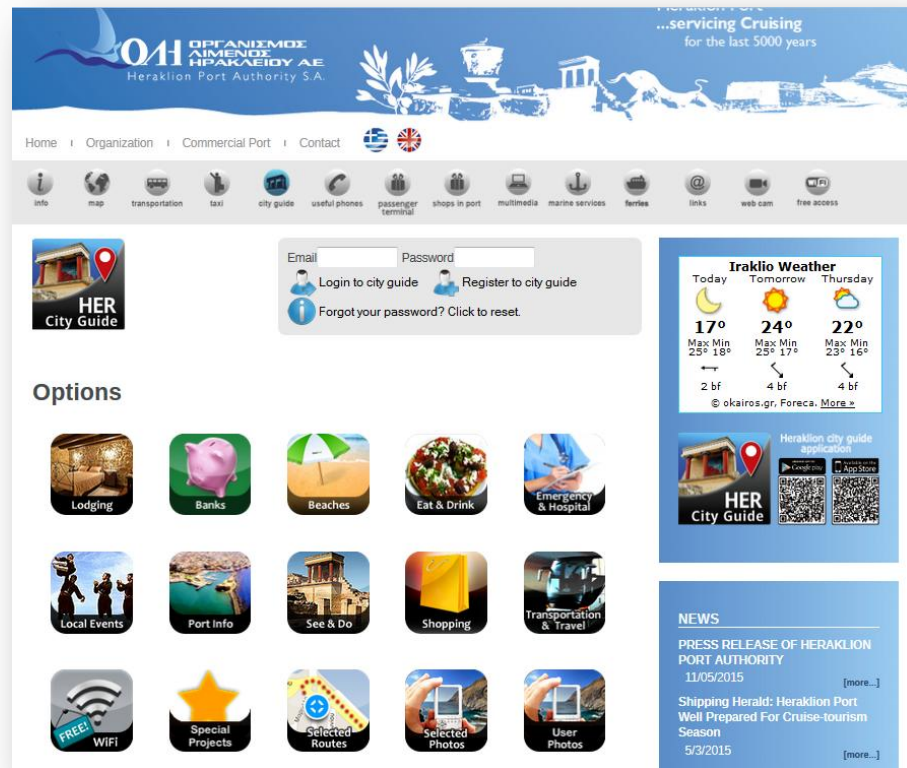 Heraklion Port
...servicing Cruising
for the last 5000 years
ΟΛΗ
ΟΡΓΑΝΙΣΜΟΣ
ΛΙΜΕΝΟΣ
ΗΡΑΚΛΕΙΟΥ ΑΕ
Heraklion Port Authority S.A.
Home Organization Commercial Port Contact
info map transportation taxi city guide useful phones passenger terminal shops in port multimedia marine services ferries links web cam free access
HER
City Guide
Email Password
Login to city guide Register to city guide
Forgot your password? Click to reset.
Options
Lodging Banks Beaches Eat & Drink Emergency & Hospital
Local Events Port Info See & Do Shopping Transportation & Travel
FREE! WiFi Special Projects Selected Routes Selected Photos User Photos
Iraklio Weather
Today Tomorrow Thursday
17° 24° 22°
Max Min Max Min Max Min
25° 18° 25° 17° 23° 16°
2 bf 4 bf 4 bf
© okairos.gr, Foreca. More »
Heraklion city guide
application
Google play App Store
HER
City Guide
NEWS
PRESS RELEASE OF HERAKLION
PORT AUTHORITY
11/05/2015
[more...]
Shipping Herald: Heraklion Port
Well Prepared For Cruise-tourism
Season
5/3/2015
[more...]